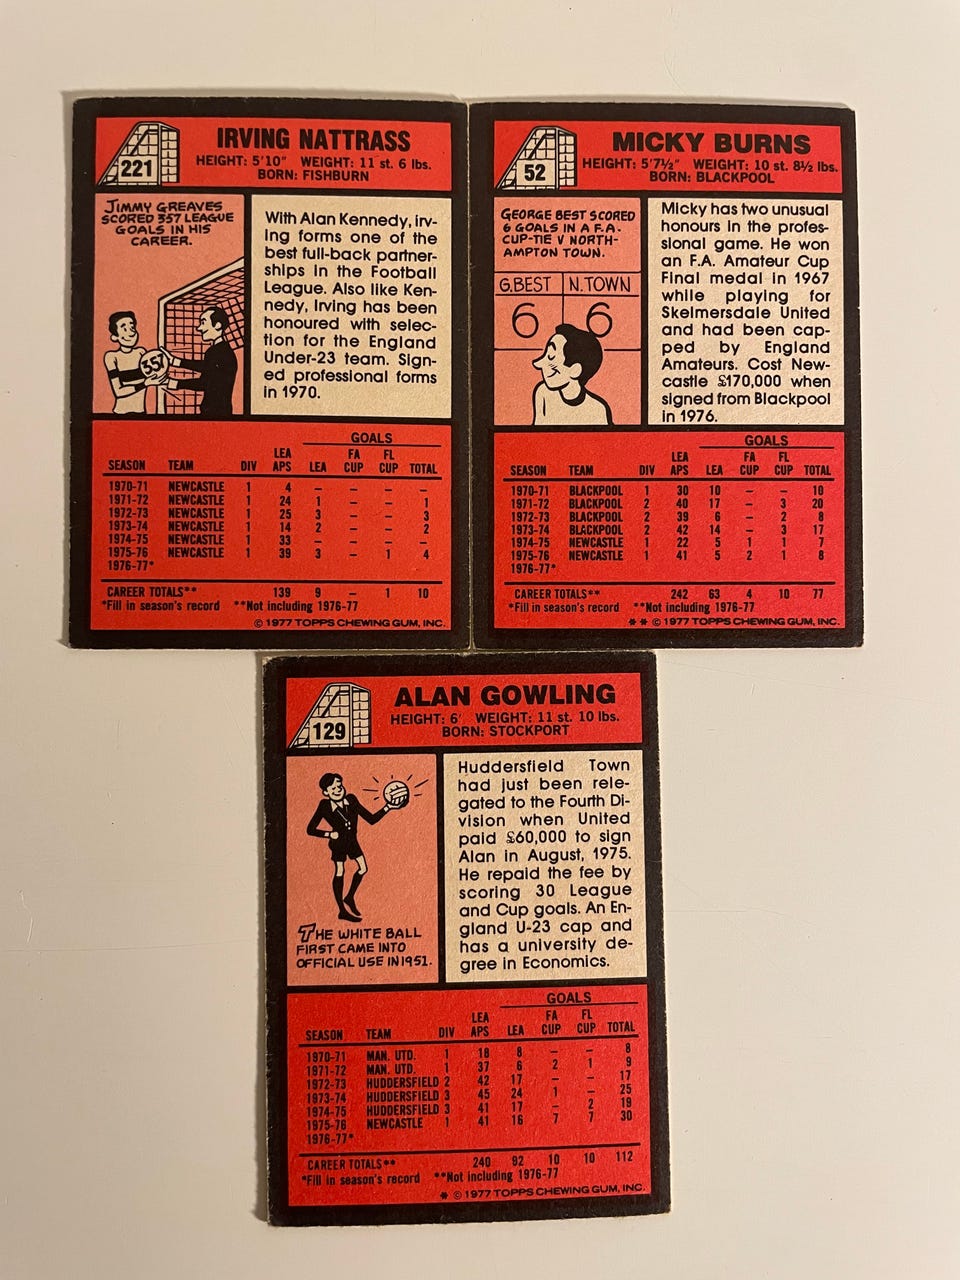 221
IRVING NATTRASS
HEIGHT: 5'10" WEIGHT: 11 st. 6 lbs.
BORN: FISHBURN
JIMMY GREAVES
SCORED 357 LEAGUE
GOALS IN HIS
CAREER.
357
With Alan Kennedy, irv-
ing forms one of the
best full-back partner-
ships in the Football
League. Also like Ken-
nedy, Irving has been
honoured with selec-
tion for the England
Under-23 team. Sign-
ed professional forms
in 1970.
GOALS
SEASON TEAM DIV LEA APS LEA FA CUP FL CUP TOTAL
1970-71 NEWCASTLE 1 4 – – – –
1971-72 NEWCASTLE 1 24 1 – – 1
1972-73 NEWCASTLE 1 25 3 – – 3
1973-74 NEWCASTLE 1 14 2 – – 2
1974-75 NEWCASTLE 1 33 – – – –
1975-76 NEWCASTLE 1 39 3 – 1 4
1976-77*
CAREER TOTALS** 139 9 – 1 10
*Fill in season's record **Not including 1976-77
© 1977 TOPPS CHEWING GUM, INC.
52
MICKY BURNS
HEIGHT: 5'7½" WEIGHT: 10 st. 8½ lbs.
BORN: BLACKPOOL
GEORGE BEST SCORED
6 GOALS IN A F.A.
CUP-TIE V NORTH-
AMPTON TOWN.
G.BEST N.TOWN
6 6
Micky has two unusual
honours in the profes-
sional game. He won
an F.A. Amateur Cup
Final medal in 1967
while playing for
Skelmersdale United
and had been cap-
ped by England
Amateurs. Cost New-
castle £170,000 when
signed from Blackpool
in 1976.
GOALS
SEASON TEAM DIV LEA APS LEA FA CUP FL CUP TOTAL
1970-71 BLACKPOOL 1 30 10 – – 10
1971-72 BLACKPOOL 2 40 17 – 3 20
1972-73 BLACKPOOL 2 39 6 – 2 8
1973-74 BLACKPOOL 2 42 14 – 3 17
1974-75 NEWCASTLE 1 22 5 1 1 7
1975-76 NEWCASTLE 1 41 5 2 1 8
1976-77*
CAREER TOTALS** 242 63 4 10 77
*Fill in season's record **Not including 1976-77
** © 1977 TOPPS CHEWING GUM, INC.
129
ALAN GOWLING
HEIGHT: 6' WEIGHT: 11 st. 10 lbs.
BORN: STOCKPORT
THE WHITE BALL
FIRST CAME INTO
OFFICIAL USE IN 1951.
Huddersfield Town
had just been rele-
gated to the Fourth Di-
vision when United
paid £60,000 to sign
Alan in August, 1975.
He repaid the fee by
scoring 30 League
and Cup goals. An En-
gland U-23 cap and
has a university de-
gree in Economics.
GOALS
SEASON TEAM DIV LEA APS LEA FA CUP FL CUP TOTAL
1970-71 MAN. UTD. 1 18 8 – – 8
1971-72 MAN. UTD. 1 37 6 2 1 9
1972-73 HUDDERSFIELD 2 42 17 – – 17
1973-74 HUDDERSFIELD 3 45 24 1 – 25
1974-75 HUDDERSFIELD 3 41 17 – 2 19
1975-76 NEWCASTLE 1 41 16 7 7 30
1976-77*
CAREER TOTALS** 240 92 10 10 112
*Fill in season's record **Not including 1976-77
* © 1977 TOPPS CHEWING GUM, INC.